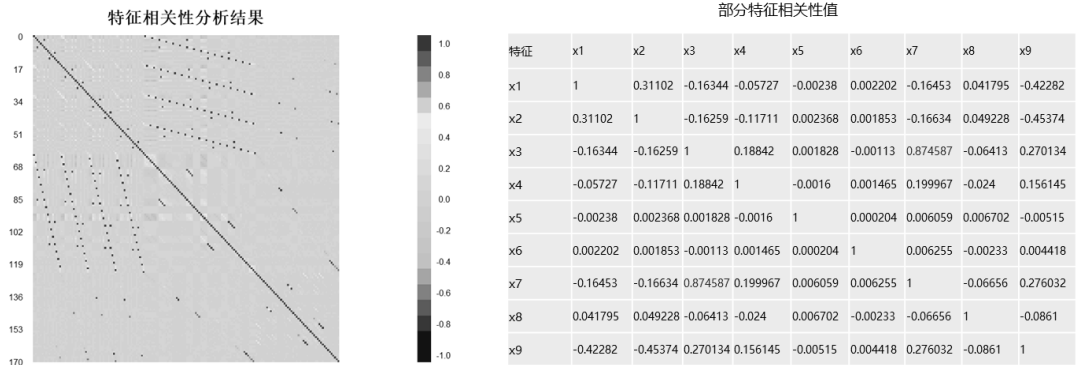 特征相关性分析结果
0
17
34
51
68
85
102
119
136
153
170
1.0
0.8
0.6
0.4
0.2
0.0
-0.2
-0.4
-0.6
-0.8
-1.0
部分特征相关性值
特征 x1 x2 x3 x4 x5 x6 x7 x8 x9
x1 1 0.31102 -0.16344 -0.05727 -0.00238 0.002202 -0.16453 0.041795 -0.42282
x2 0.31102 1 -0.16259 -0.11711 0.002368 0.001853 -0.16634 0.049228 -0.45374
x3 -0.16344 -0.16259 1 0.18842 0.001828 -0.00113 0.874587 -0.06413 0.270134
x4 -0.05727 -0.11711 0.18842 1 -0.0016 0.001465 0.199967 -0.024 0.156145
x5 -0.00238 0.002368 0.001828 -0.0016 1 0.000204 0.006059 0.006702 -0.00515
x6 0.002202 0.001853 -0.00113 0.001465 0.000204 1 0.006255 -0.00233 0.004418
x7 -0.16453 -0.16634 0.874587 0.199967 0.006059 0.006255 1 -0.06656 0.276032
x8 0.041795 0.049228 -0.06413 -0.024 0.006702 -0.00233 -0.06656 1 -0.0861
x9 -0.42282 -0.45374 0.270134 0.156145 -0.00515 0.004418 0.276032 -0.0861 1